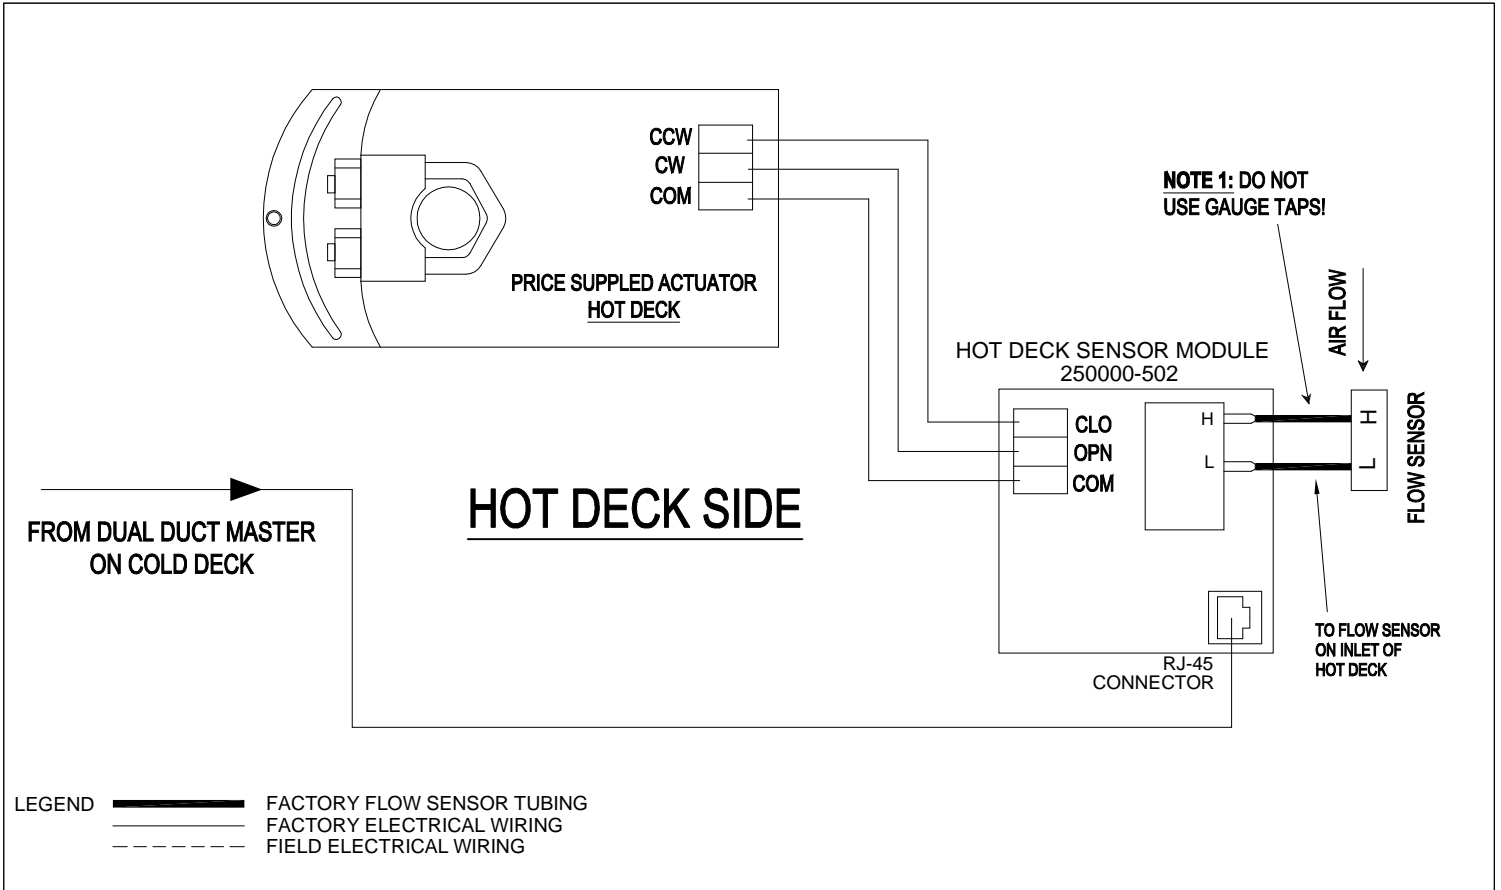 CCW
CW
COM
PRICE SUPPLED ACTUATOR
HOT DECK
NOTE 1: DO NOT
USE GAUGE TAPS!
AIR FLOW
HOT DECK SENSOR MODULE
250000-502
CLO
OPN
COM
H
L
H
L
FLOW SENSOR
HOT DECK SIDE
FROM DUAL DUCT MASTER
ON COLD DECK
TO FLOW SENSOR
ON INLET OF
HOT DECK
RJ-45
CONNECTOR
LEGEND
FACTORY FLOW SENSOR TUBING
FACTORY ELECTRICAL WIRING
FIELD ELECTRICAL WIRING